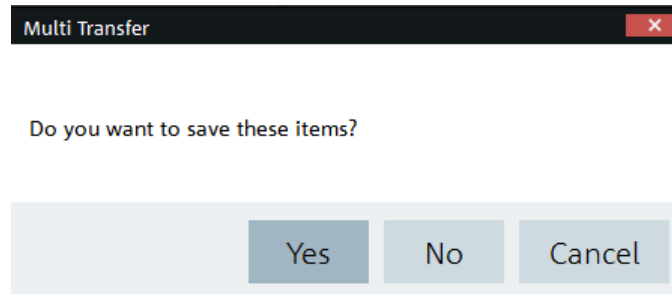 Multi Transfer
Do you want to save these items?
Yes No Cancel